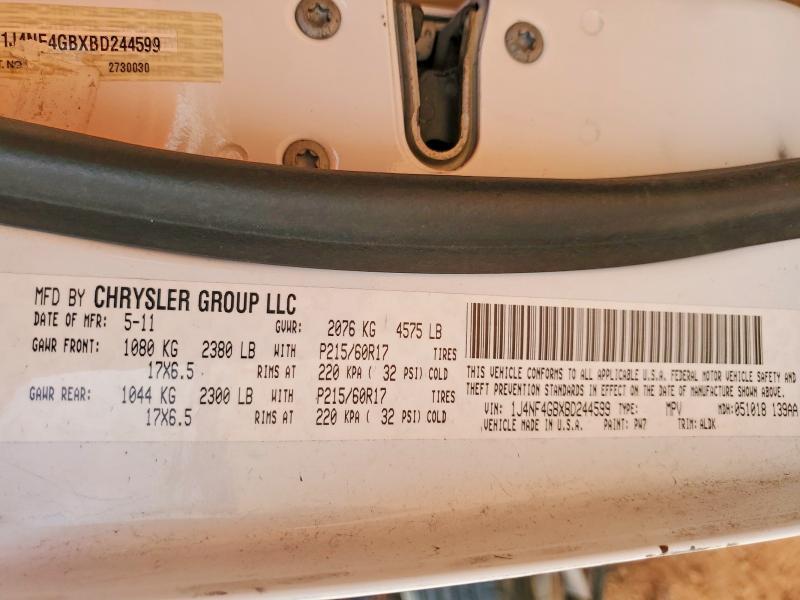 1J4NF4GBXBD244599
T. NO
2730030
MFD BY CHRYSLER GROUP LLC
DATE OF MFR: 5-11 GVWR: 2076 KG 4575 LB
GAWR FRONT: 1080 KG 2380 LB WITH P215/60R17 TIRES
17X6.5 RIMS AT 220 KPA ( 32 PSI) COLD
GAWR REAR: 1044 KG 2300 LB WITH P215/60R17 TIRES
17X6.5 RIMS AT 220 KPA ( 32 PSI) COLD
THIS VEHICLE CONFORMS TO ALL APPLICABLE U.S.A. FEDERAL MOTOR VEHICLE SAFETY AND
THEFT PREVENTION STANDARDS IN EFFECT ON THE DATE OF MANUFACTURE SHOWN ABOVE.
VIN: 1J4NF4GBXBD244599 TYPE: MPV MDH: 051018 139AA
VEHICLE MADE IN U.S.A. PAINT: PW7 TRIM: ALDK